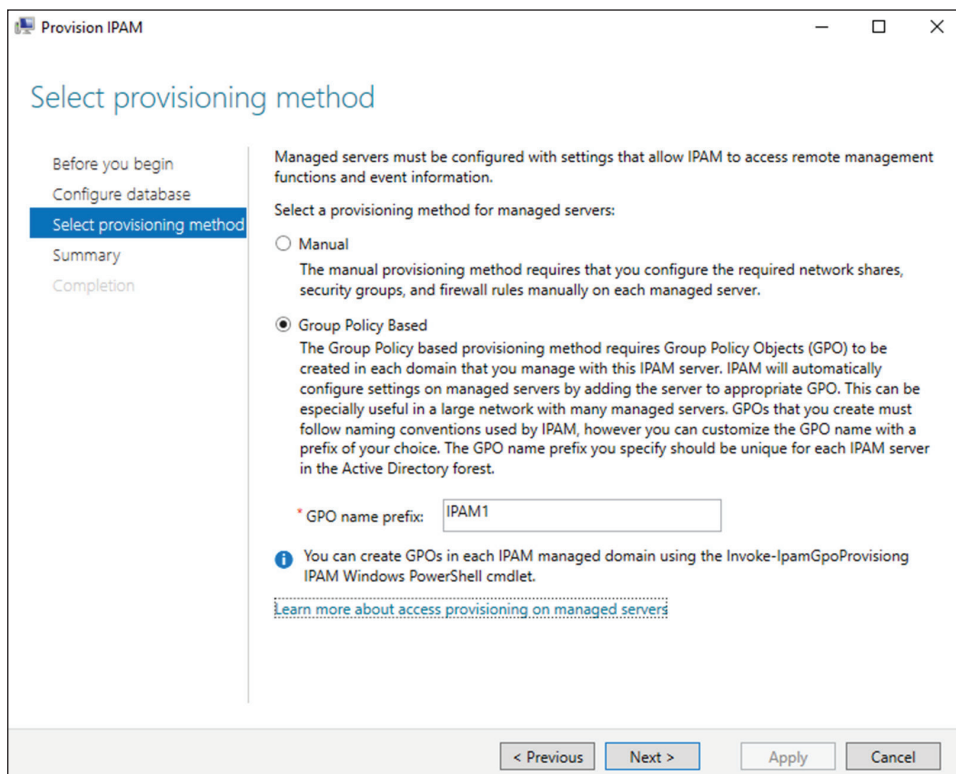 Provision IPAM
Select provisioning method
Before you begin
Configure database
Select provisioning method
Summary
Completion
Managed servers must be configured with settings that allow IPAM to access remote management
functions and event information.
Select a provisioning method for managed servers:
Manual
The manual provisioning method requires that you configure the required network shares,
security groups, and firewall rules manually on each managed server.
Group Policy Based
The Group Policy based provisioning method requires Group Policy Objects (GPO) to be
created in each domain that you manage with this IPAM server. IPAM will automatically
configure settings on managed servers by adding the server to appropriate GPO. This can be
especially useful in a large network with many managed servers. GPOs that you create must
follow naming conventions used by IPAM, however you can customize the GPO name with a
prefix of your choice. The GPO name prefix you specify should be unique for each IPAM server
in the Active Directory forest.
* GPO name prefix: IPAM1
You can create GPOs in each IPAM managed domain using the Invoke-IpamGpoProvisiong
IPAM Windows PowerShell cmdlet.
Learn more about access provisioning on managed servers
< Previous Next > Apply Cancel